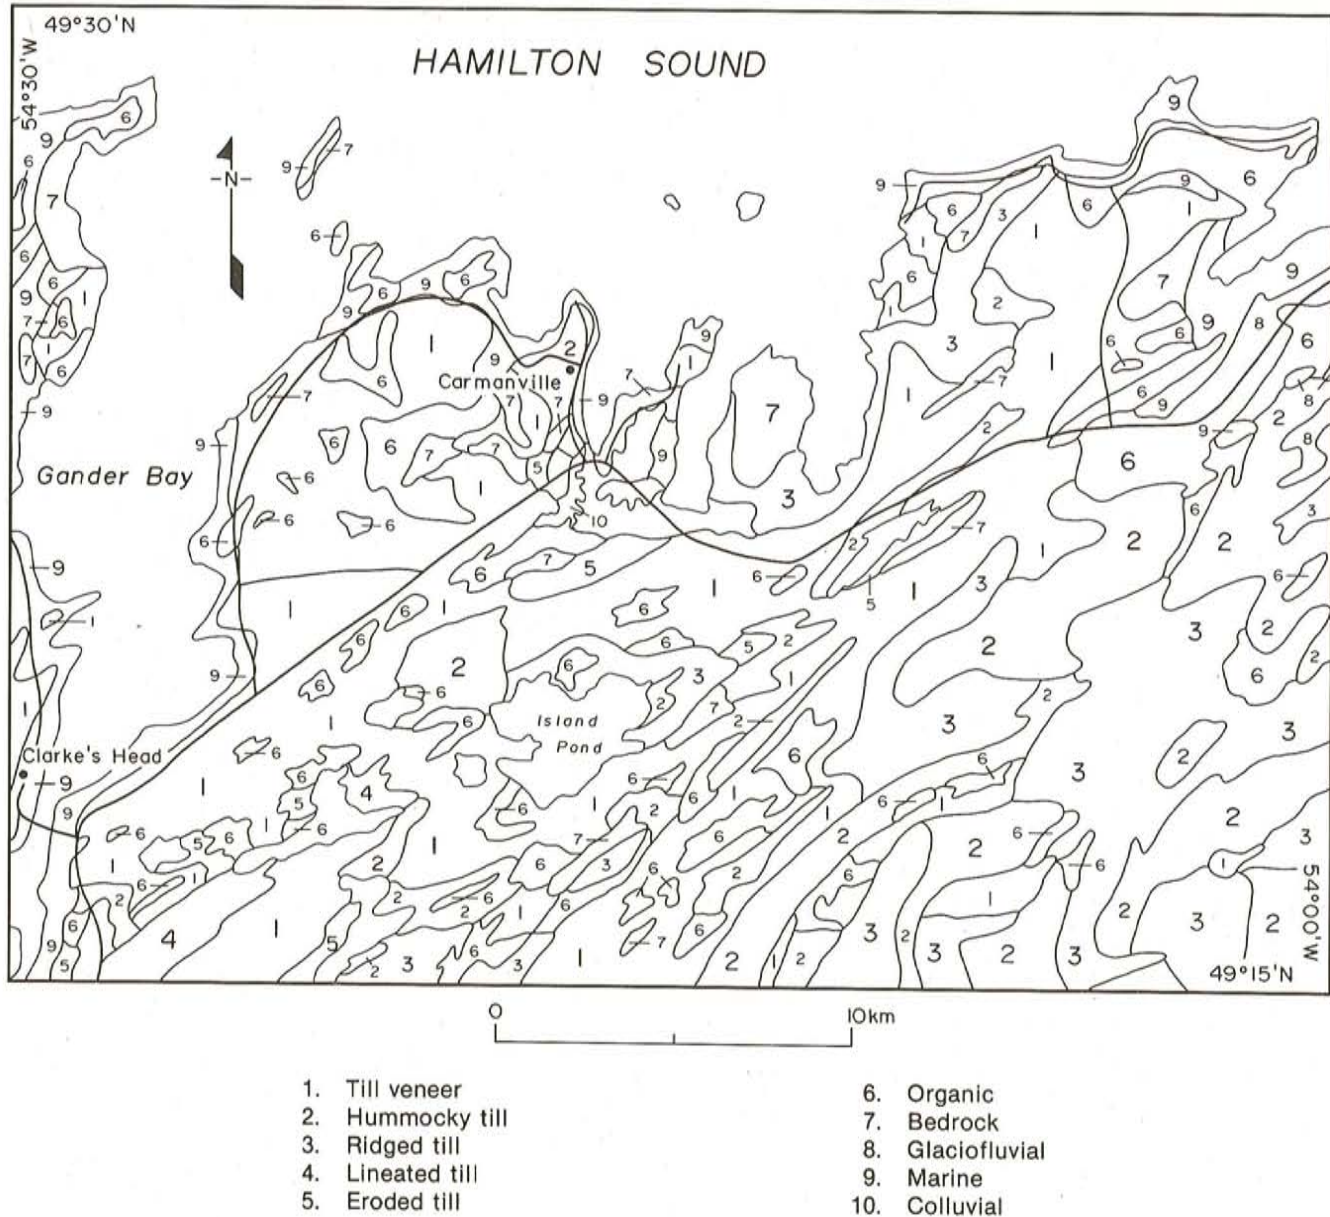 49°30'N
54°30'W
HAMILTON SOUND
-N-
Carmanville
Gander Bay
Island
Pond
Clarke's Head
54°00'W
49°15'N
0 10km
1. Till veneer
2. Hummocky till
3. Ridged till
4. Lineated till
5. Eroded till
6. Organic
7. Bedrock
8. Glaciofluvial
9. Marine
10. Colluvial